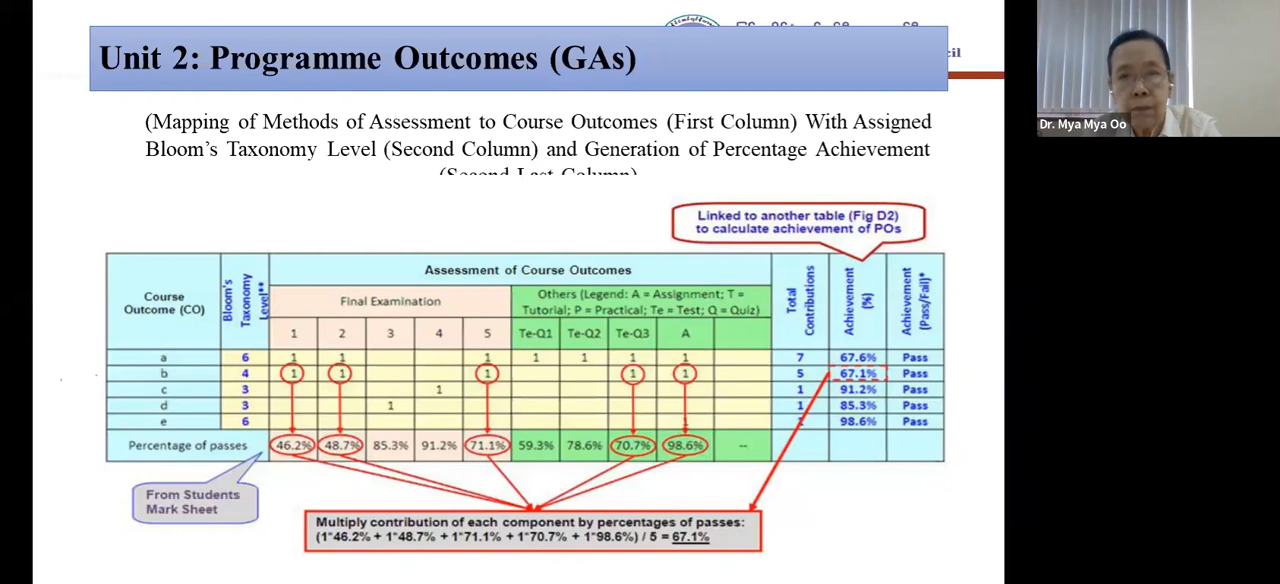 Unit 2: Programme Outcomes (GAs)
cil
Dr. Mya Mya Oo
(Mapping of Methods of Assessment to Course Outcomes (First Column) With Assigned
Bloom's Taxonomy Level (Second Column) and Generation of Percentage Achievement
(Second Last Column)
Linked to another table (Fig D2)
to calculate achievement of POs
Course
Outcome (CO)
Bloom's
Taxonomy
Level**
Assessment of Course Outcomes
Final Examination
Others (Legend: A = Assignment; T =
Tutorial; P = Practical; Te = Test; Q = Quiz)
Total
Contributions
Achievement
(%)
Achievement
(Pass/Fail)*
1 2 3 4 5 Te-Q1 Te-Q2 Te-Q3 A
a 6 1 1 1 1 1 1 1 7 67.6% Pass
b 4 1 1 1 1 1 5 67.1% Pass
c 3 1 1 91.2% Pass
d 3 1 1 85.3% Pass
e 6 1 98.6% Pass
Percentage of passes 46.2% 48.7% 85.3% 91.2% 71.1% 59.3% 78.6% 70.7% 98.6% --
From Students
Mark Sheet
Multiply contribution of each component by percentages of passes:
(1*46.2% + 1*48.7% + 1*71.1% + 1*70.7% + 1*98.6%) / 5 = 67.1%